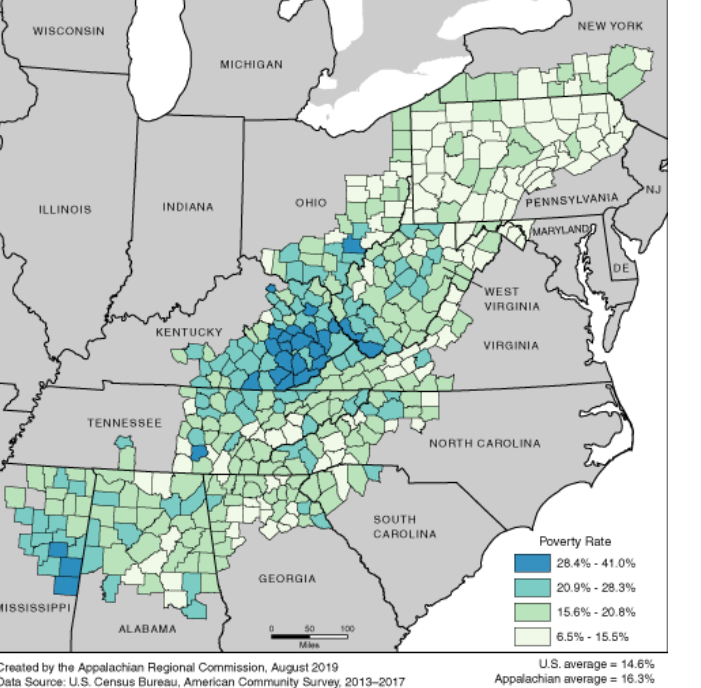 NEW YORK
WISCONSIN
MICHIGAN
PENNSYLVANIA
NJ
OHIO
ILLINOIS
INDIANA
MARYLAND
DE
WEST
VIRGINIA
KENTUCKY
VIRGINIA
TENNESSEE
NORTH CAROLINA
SOUTH
CAROLINA
Poverty Rate
28.4% - 41.0%
20.9% - 28.3%
15.6% - 20.8%
6.5% - 15.5%
GEORGIA
MISSISSIPPI
ALABAMA
0 50 100
Miles
Created by the Appalachian Regional Commission, August 2019
Data Source: U.S. Census Bureau, American Community Survey, 2013–2017
U.S. average = 14.6%
Appalachian average = 16.3%